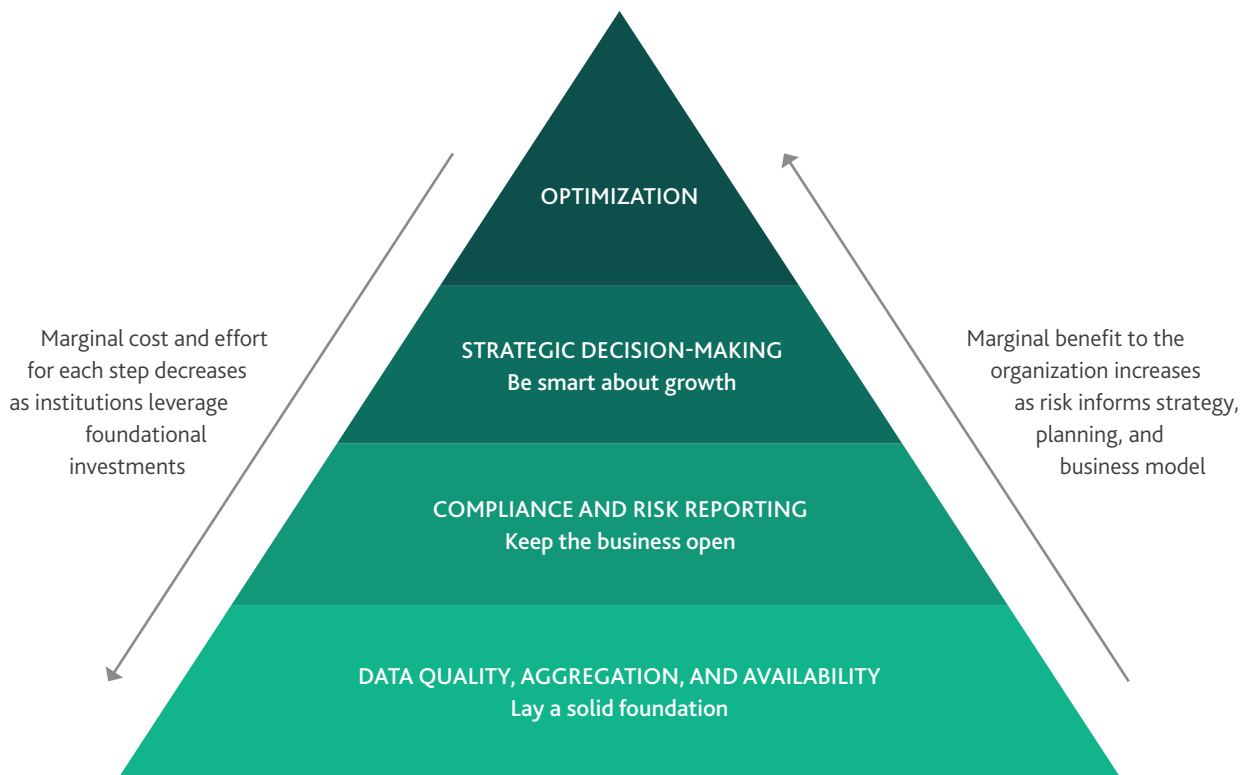 OPTIMIZATION
Marginal cost and effort
for each step decreases
as institutions leverage
foundational
investments
STRATEGIC DECISION-MAKING
Be smart about growth
Marginal benefit to the
organization increases
as risk informs strategy,
planning, and
business model
COMPLIANCE AND RISK REPORTING
Keep the business open
DATA QUALITY, AGGREGATION, AND AVAILABILITY
Lay a solid foundation